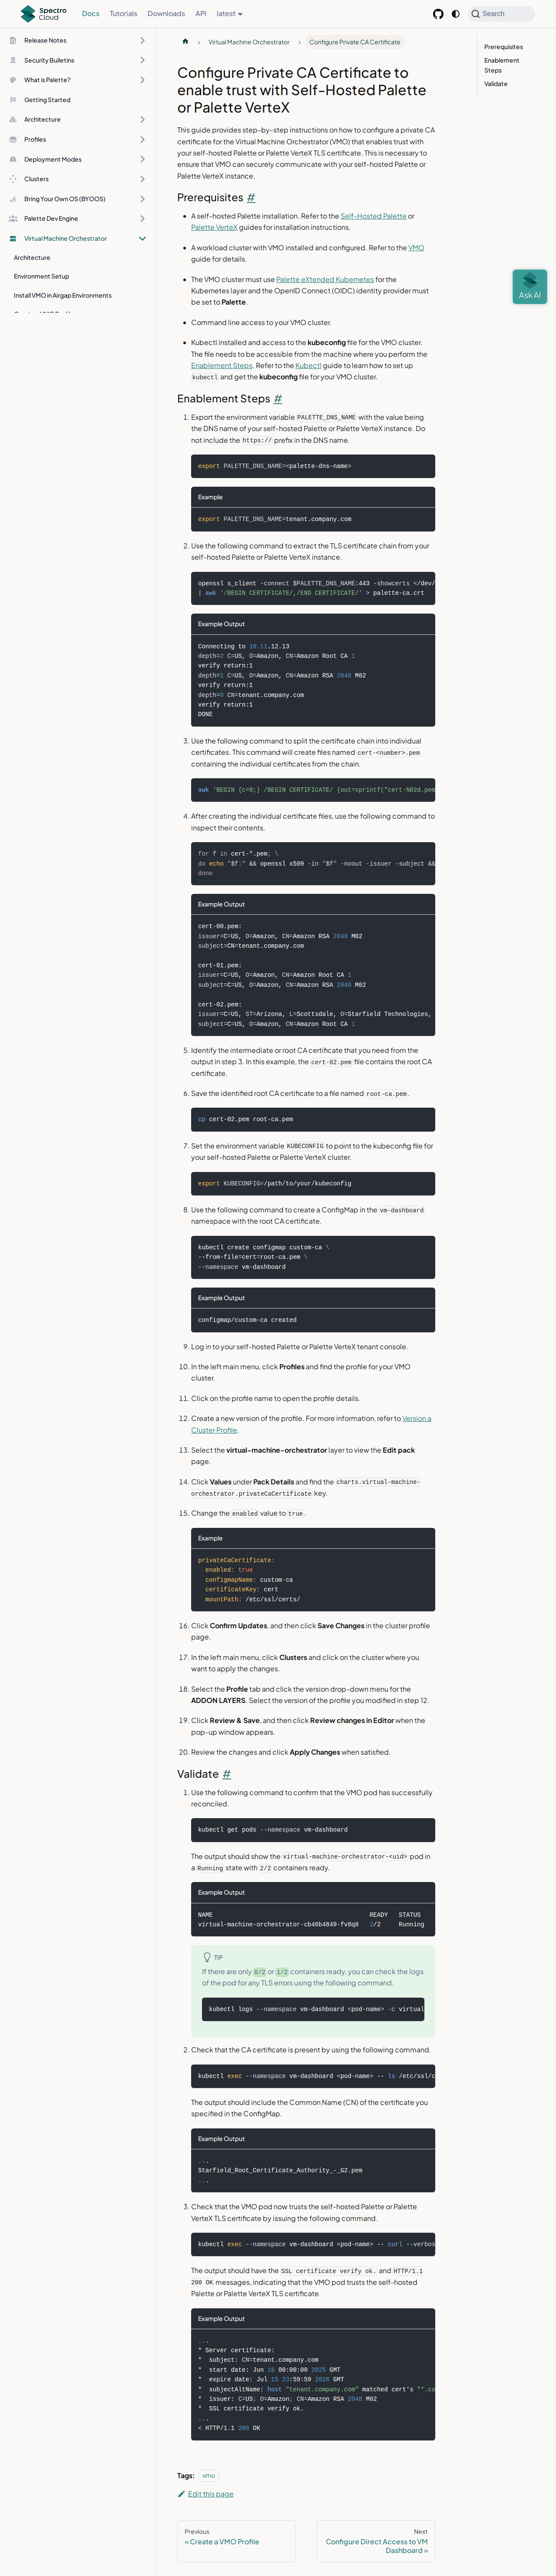 Spectro Cloud
Docs
Tutorials
Downloads
API
latest
Search
Release Notes
Security Bulletins
What is Palette?
Getting Started
Architecture
Profiles
Deployment Modes
Clusters
Bring Your Own OS (BYOOS)
Palette Dev Engine
Virtual Machine Orchestrator
Architecture
Environment Setup
Install VMO in Airgap Environments
Virtual Machine Orchestrator
Configure Private CA Certificate
Prerequisites
Enablement
Steps
Validate
Ask AI
Configure Private CA Certificate to
enable trust with Self-Hosted Palette
or Palette VerteX
This guide provides step-by-step instructions on how to configure a private CA
Certificate for the Virtual Machine Orchestrator (VMO) that enables trust with
your self-hosted Palette or Palette VerteX TLS certificate. This is necessary to
ensure that VMO can securely communicate with your self-hosted Palette or
Palette VerteX instance.
Prerequisites #
• A self-hosted Palette installation. Refer to the Self-Hosted Palette or
Palette VerteX guides for installation instructions.
• A workload cluster with VMO installed and configured. Refer to the VMO
guide for details.
• The VMO cluster must use Palette eXtended Kubernetes for the
Kubernetes layer and the OpenID Connect (OIDC) identity provider must
be set to Palette.
• Command line access to your VMO cluster.
• Kubectl installed and access to the kubeconfig file for the VMO cluster.
The file needs to be accessible from the machine where you perform the
Enablement Steps. Refer to the Kubectl guide to learn how to set up
kubectl and get the kubeconfig file for your VMO cluster.
Enablement Steps #
1. Export the environment variable PALETTE_DNS_NAME with the value being
the DNS name of your self-hosted Palette or Palette VerteX instance. Do
not include the https:// prefix in the DNS name.
export PALETTE_DNS_NAME=<palette-dns-name>
Example
export PALETTE_DNS_NAME=tenant.company.com
2. Use the following command to extract the TLS certificate chain from your
self-hosted Palette or Palette VerteX instance.
openssl s_client -connect $PALETTE_DNS_NAME:443 -showcerts </dev/
| awk '/BEGIN CERTIFICATE/,/END CERTIFICATE/' > palette-ca.crt
Example Output
Connecting to 10.11.12.13
depth=2 C=US, O=Amazon, CN=Amazon Root CA 1
verify return:1
depth=1 C=US, O=Amazon, CN=Amazon RSA 2048 M02
verify return:1
depth=0 CN=tenant.company.com
verify return:1
DONE
3. Use the following command to split the certificate chain into individual
certificates. This command will create files named cert-<number>.pem
containing the individual certificates from the chain.
awk 'BEGIN {c=0;} /BEGIN CERTIFICATE/ {out=sprintf("cert-%02d.pem
4. After creating the individual certificate files, use the following command to
inspect their contents.
for f in cert-*.pem; \
do echo "$f:" && openssl x509 -in "$f" -noout -issuer -subject &&
done
Example Output
cert-00.pem:
issuer=C=US, O=Amazon, CN=Amazon RSA 2048 M02
subject=CN=tenant.company.com
cert-01.pem:
issuer=C=US, O=Amazon, CN=Amazon Root CA 1
subject=C=US, O=Amazon, CN=Amazon RSA 2048 M02
cert-02.pem:
issuer=C=US, ST=Arizona, L=Scottsdale, O=Starfield Technologies,
subject=C=US, O=Amazon, CN=Amazon Root CA 1
5. Identify the intermediate or root CA certificate that you need from the
output in step 3. In this example, the cert-02.pem file contains the root CA
certificate.
6. Save the identified root CA certificate to a file named root-ca.pem.
cp cert-02.pem root-ca.pem
7. Set the environment variable KUBECONFIG to point to the kubeconfig file for
your self-hosted Palette or Palette VerteX cluster.
export KUBECONFIG=/path/to/your/kubeconfig
8. Use the following command to create a ConfigMap in the vm-dashboard
namespace with the root CA certificate.
kubectl create configmap custom-ca \
--from-file=cert=root-ca.pem \
--namespace vm-dashboard
Example Output
configmap/custom-ca created
9. Log in to your self-hosted Palette or Palette VerteX tenant console.
10. In the left main menu, click Profiles and find the profile for your VMO
cluster.
11. Click on the profile name to open the profile details.
12. Create a new version of the profile. For more information, refer to Version a
Cluster Profile.
13. Select the virtual-machine-orchestrator layer to view the Edit pack
page.
14. Click Values under Pack Details and find the charts.virtual-machine-
orchestrator.privateCaCertificate key.
15. Change the enabled value to true.
Example
privateCaCertificate:
enabled: true
configmapName: custom-ca
certificateKey: cert
mountPath: /etc/ssl/certs/
16. Click Confirm Updates, and then click Save Changes in the cluster profile
page.
17. In the left main menu, click Clusters and click on the cluster where you
want to apply the changes.
18. Select the Profile tab and click the version drop-down menu for the
ADDON LAYERS. Select the version of the profile you modified in step 12.
19. Click Review & Save, and then click Review changes in Editor when the
pop-up window appears.
20. Review the changes and click Apply Changes when satisfied.
Validate #
1. Use the following command to confirm that the VMO pod has successfully
reconciled.
kubectl get pods --namespace vm-dashboard
The output should show the virtual-machine-orchestrator-<uid> pod in
a Running state with 2/2 containers ready.
Example Output
NAME READY STATUS
virtual-machine-orchestrator-cb46b4849-fv8q8 2/2 Running
TIP
If there are only 0/2 or 1/2 containers ready, you can check the logs
of the pod for any TLS errors using the following command.
kubectl logs --namespace vm-dashboard <pod-name> -c virtual
2. Check that the CA certificate is present by using the following command.
kubectl exec --namespace vm-dashboard <pod-name> -- ls /etc/ssl/c
The output should include the Common Name (CN) of the certificate you
specified in the ConfigMap.
Example Output
...
Starfield_Root_Certificate_Authority_-_G2.pem
...
3. Check that the VMO pod now trusts the self-hosted Palette or Palette
VerteX TLS certificate by issuing the following command.
kubectl exec --namespace vm-dashboard <pod-name> -- curl --verbos
The output should have the SSL certificate verify ok. and HTTP/1.1
200 OK messages, indicating that the VMO pod trusts the self-hosted
Palette or Palette VerteX TLS certificate.
Example Output
...
* Server certificate:
* subject: CN=tenant.company.com
* start date: Jun 16 00:00:00 2025 GMT
* expire date: Jul 15 23:59:59 2026 GMT
* subjectAltName: host "tenant.company.com" matched cert's "*.co
* issuer: C=US; O=Amazon; CN=Amazon RSA 2048 M02
* SSL certificate verify ok.
...
< HTTP/1.1 200 OK
Tags: vmo
Edit this page
Previous
« Create a VMO Profile
Next
Configure Direct Access to VM
Dashboard »